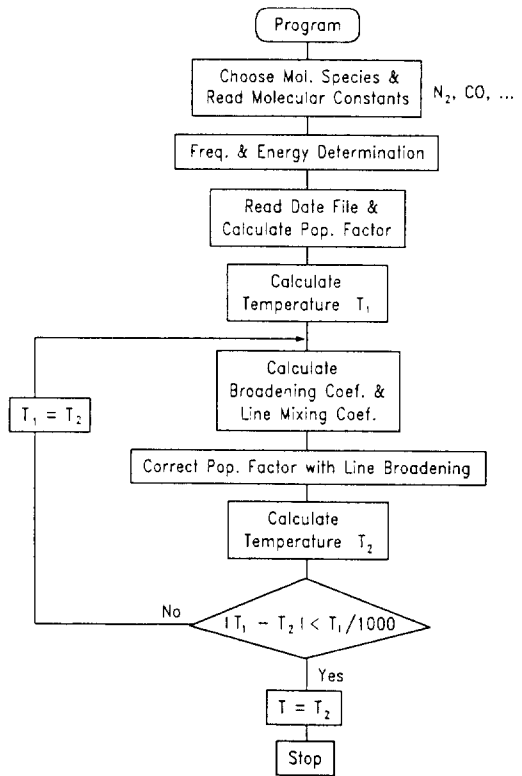 Program
Choose Mol. Species &
Read Molecular Constants
N₂, CO, ...
Freq. & Energy Determination
Read Date File &
Calculate Pop. Factor
Calculate
Temperature T₁
Calculate
Broadening Coef. &
Line Mixing Coef.
T₁ = T₂
Correct Pop. Factor with Line Broadening
Calculate
Temperature T₂
No
| T₁ - T₂ | < T₁/1000
Yes
T = T₂
Stop